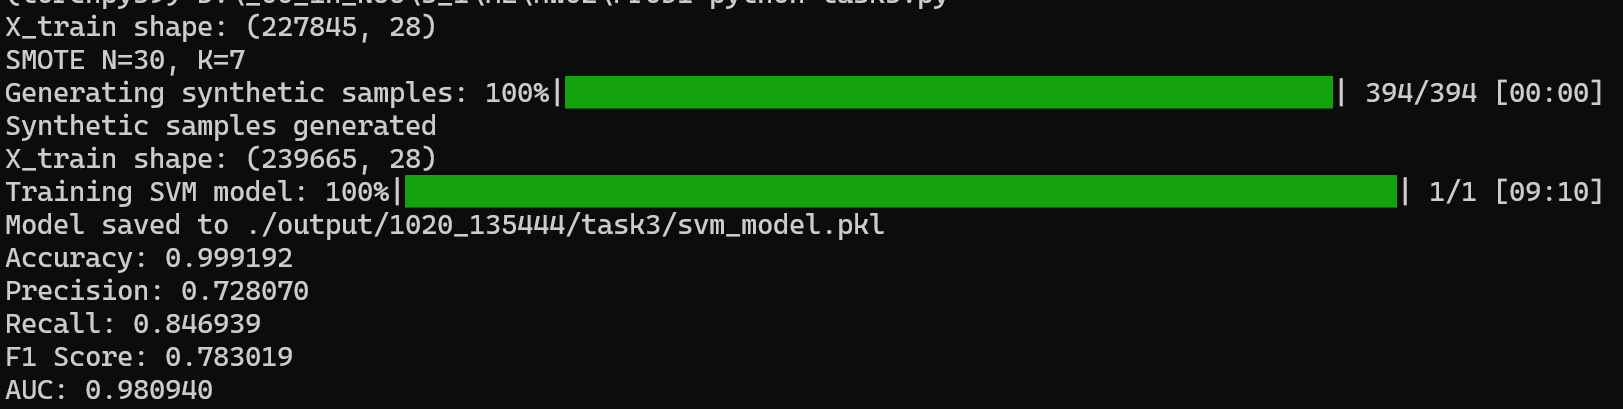 X_train shape: (227845, 28)
SMOTE N=30, K=7
Generating synthetic samples: 100%| | 394/394 [00:00]
Synthetic samples generated
X_train shape: (239665, 28)
Training SVM model: 100%| | 1/1 [09:10]
Model saved to ./output/1020_135444/task3/svm_model.pkl
Accuracy: 0.999192
Precision: 0.728070
Recall: 0.846939
F1 Score: 0.783019
AUC: 0.980940